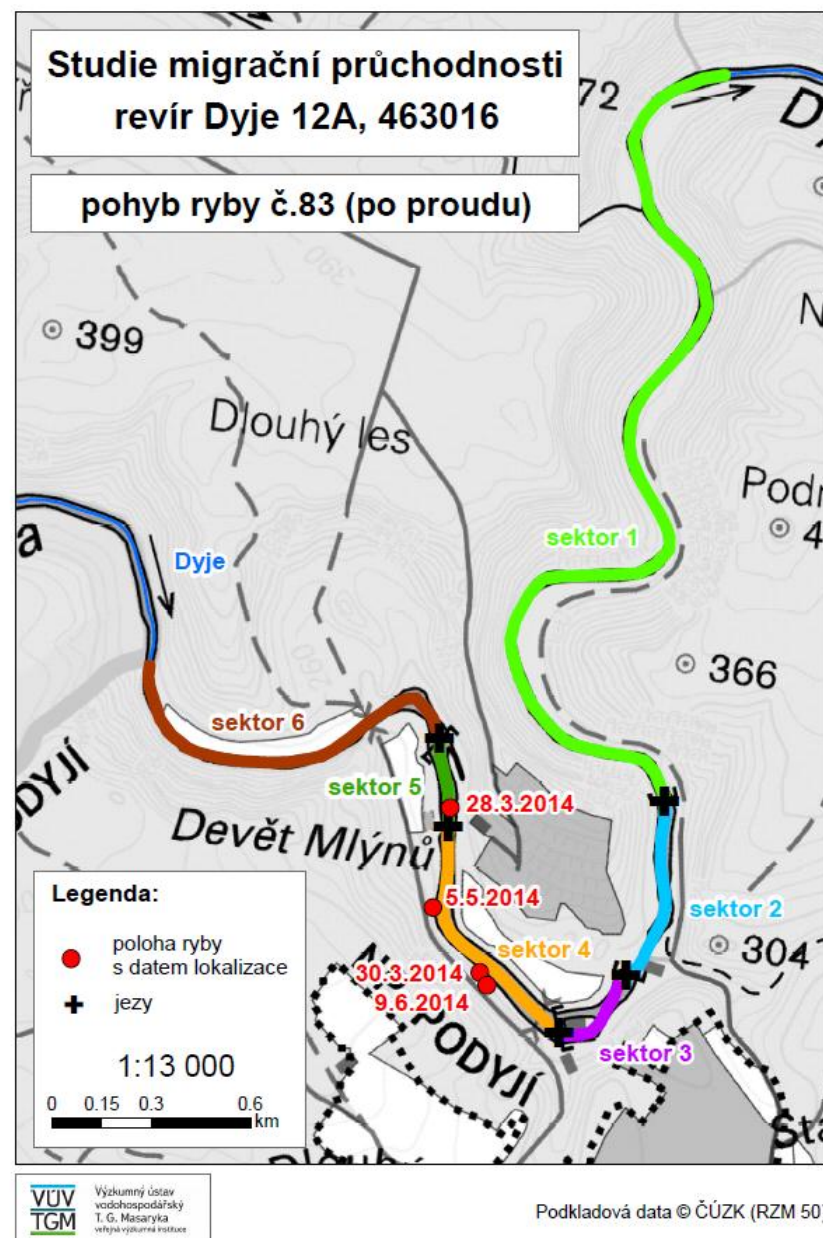 Studie migrační průchodnosti
revír Dyje 12A, 463016
pohyb ryby č.83 (po proudu)
72
399
Dlouhý les
Dyje
sektor 1
366
sektor 6
sektor 5
28.3.2014
Devět Mlýnů
5.5.2014
sektor 4
sektor 2
304
30.3.2014
9.6.2014
PODYJÍ
sektor 3
Legenda:
poloha ryby
s datem lokalizace
jezy
1:13 000
0 0.15 0.3 0.6
km
VÚV
TGM
Výzkumný ústav
vodohospodářský
T. G. Masaryka
veřejná výzkumná instituce
Podkladová data © ČÚZK (RZM 50)